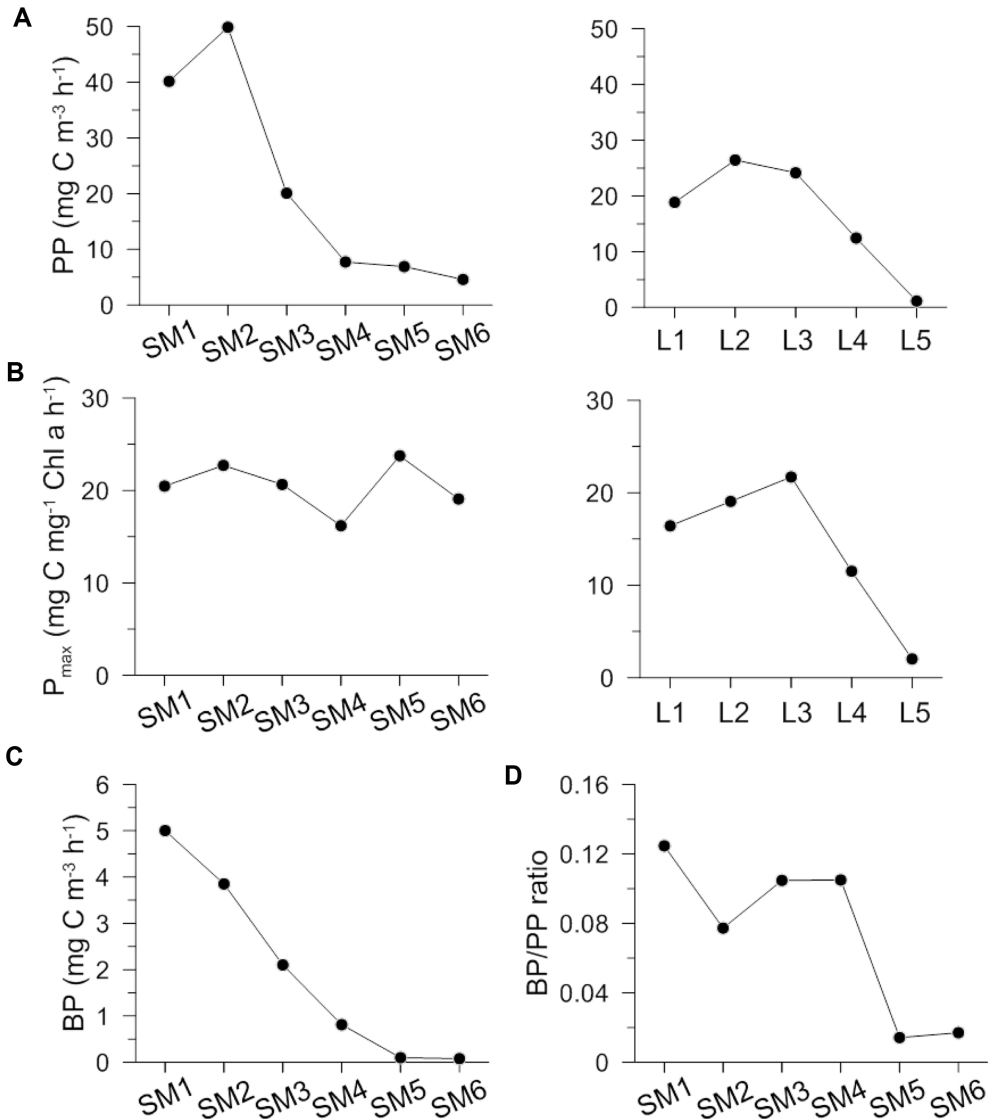 A
PP (mg C m⁻³ h⁻¹)
50
40
30
20
10
0
SM1 SM2 SM3 SM4 SM5 SM6
50
40
30
20
10
0
L1 L2 L3 L4 L5
B
Pmax (mg C mg⁻¹ Chl a h⁻¹)
30
20
10
0
SM1 SM2 SM3 SM4 SM5 SM6
30
20
10
0
L1 L2 L3 L4 L5
C
BP (mg C m⁻³ h⁻¹)
6
5
4
3
2
1
0
SM1 SM2 SM3 SM4 SM5 SM6
D
BP/PP ratio
0.16
0.12
0.08
0.04
0
SM1 SM2 SM3 SM4 SM5 SM6